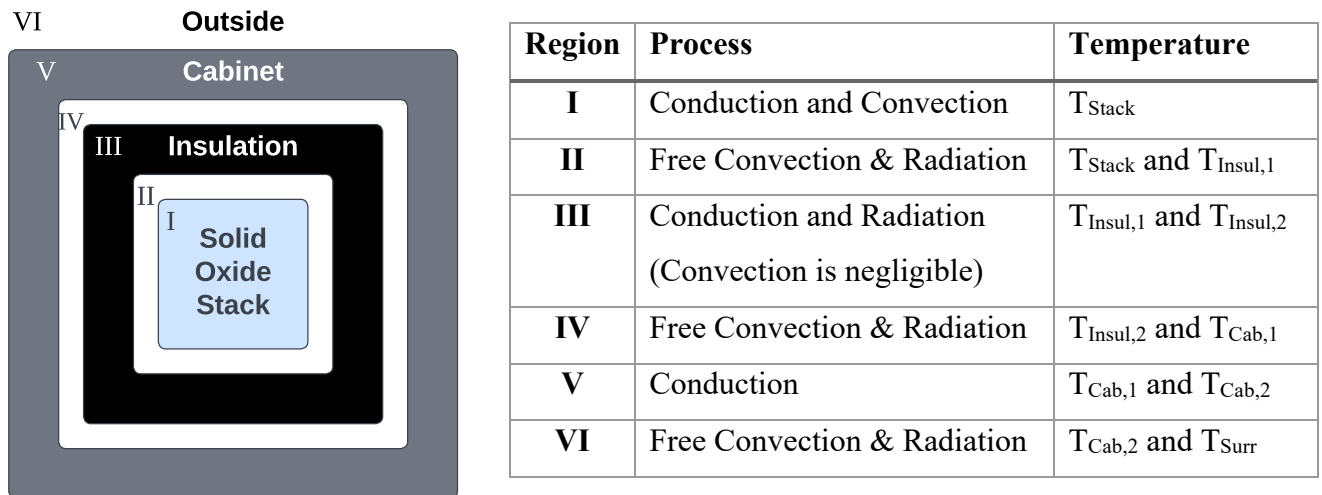 VI Outside
V Cabinet
IV
III Insulation
II
I
Solid
Oxide
Stack
Region Process Temperature
I Conduction and Convection TStack
II Free Convection & Radiation TStack and TInsul,1
III Conduction and Radiation TInsul,1 and TInsul,2
(Convection is negligible)
IV Free Convection & Radiation TInsul,2 and TCab,1
V Conduction TCab,1 and TCab,2
VI Free Convection & Radiation TCab,2 and TSurr